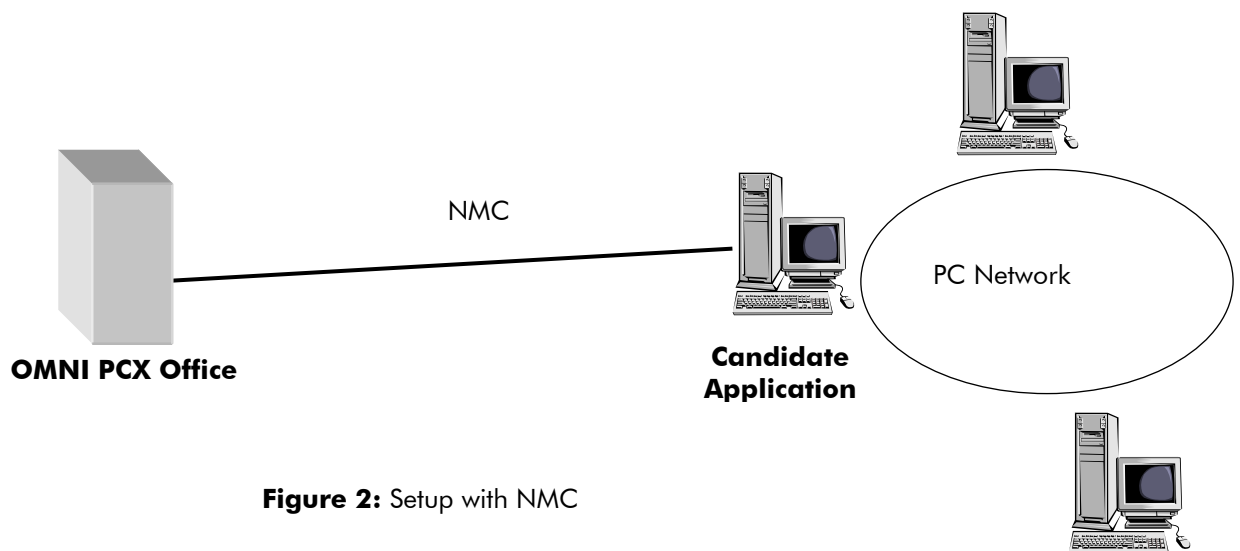 NMC
PC Network
OMNI PCX Office
Candidate
Application
Figure 2: Setup with NMC